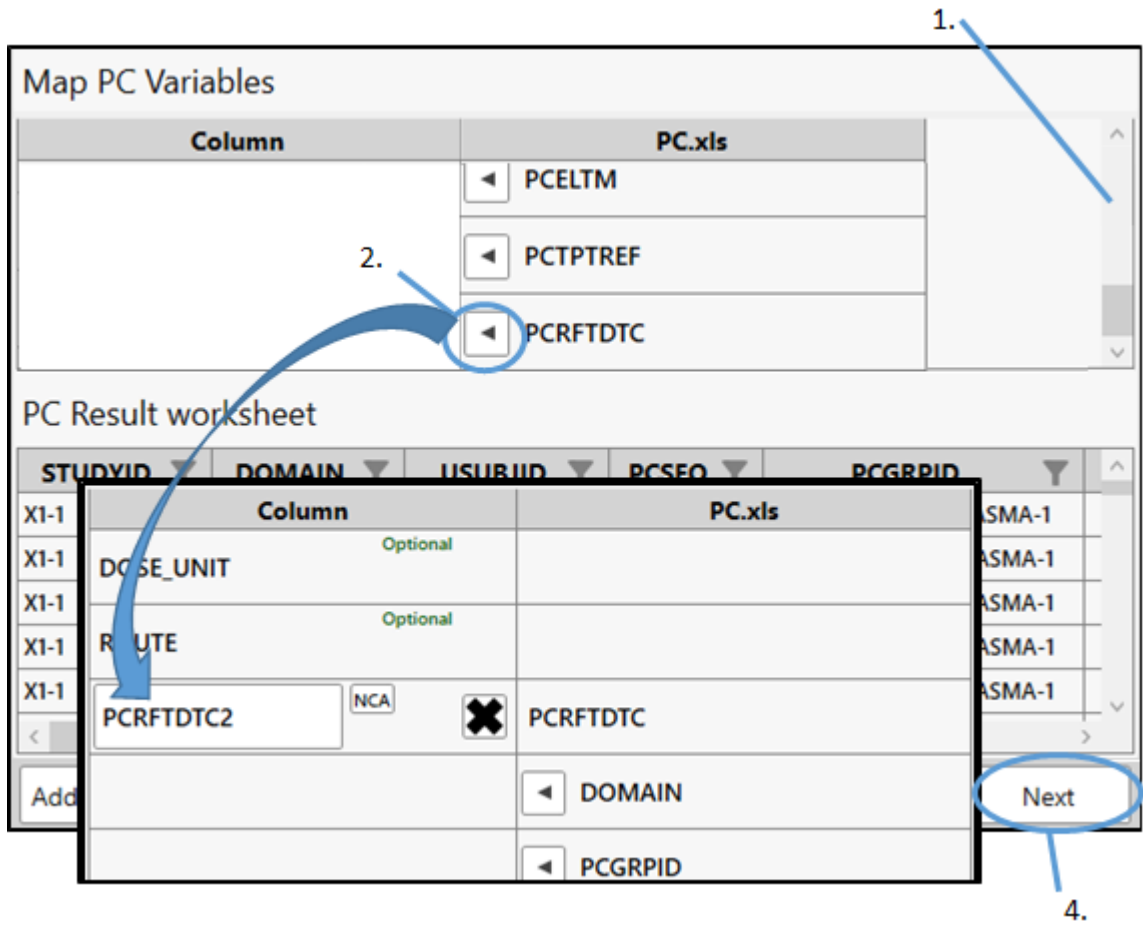 1.
Map PC Variables
Column PC.xls
PCELTM
2. PCTPTREF
PCRFTDTC
PC Result worksheet
STUDYID DOMAIN USUBJID PCSEQ PCGRPID
Column PC.xls
X1-1 ASMA-1
Optional
X1-1 DOSE_UNIT ASMA-1
X1-1 ASMA-1
Optional
X1-1 ROUTE ASMA-1
X1-1 ASMA-1
PCRFTDTC2 NCA PCRFTDTC
Add DOMAIN Next
PCGRPID
4.